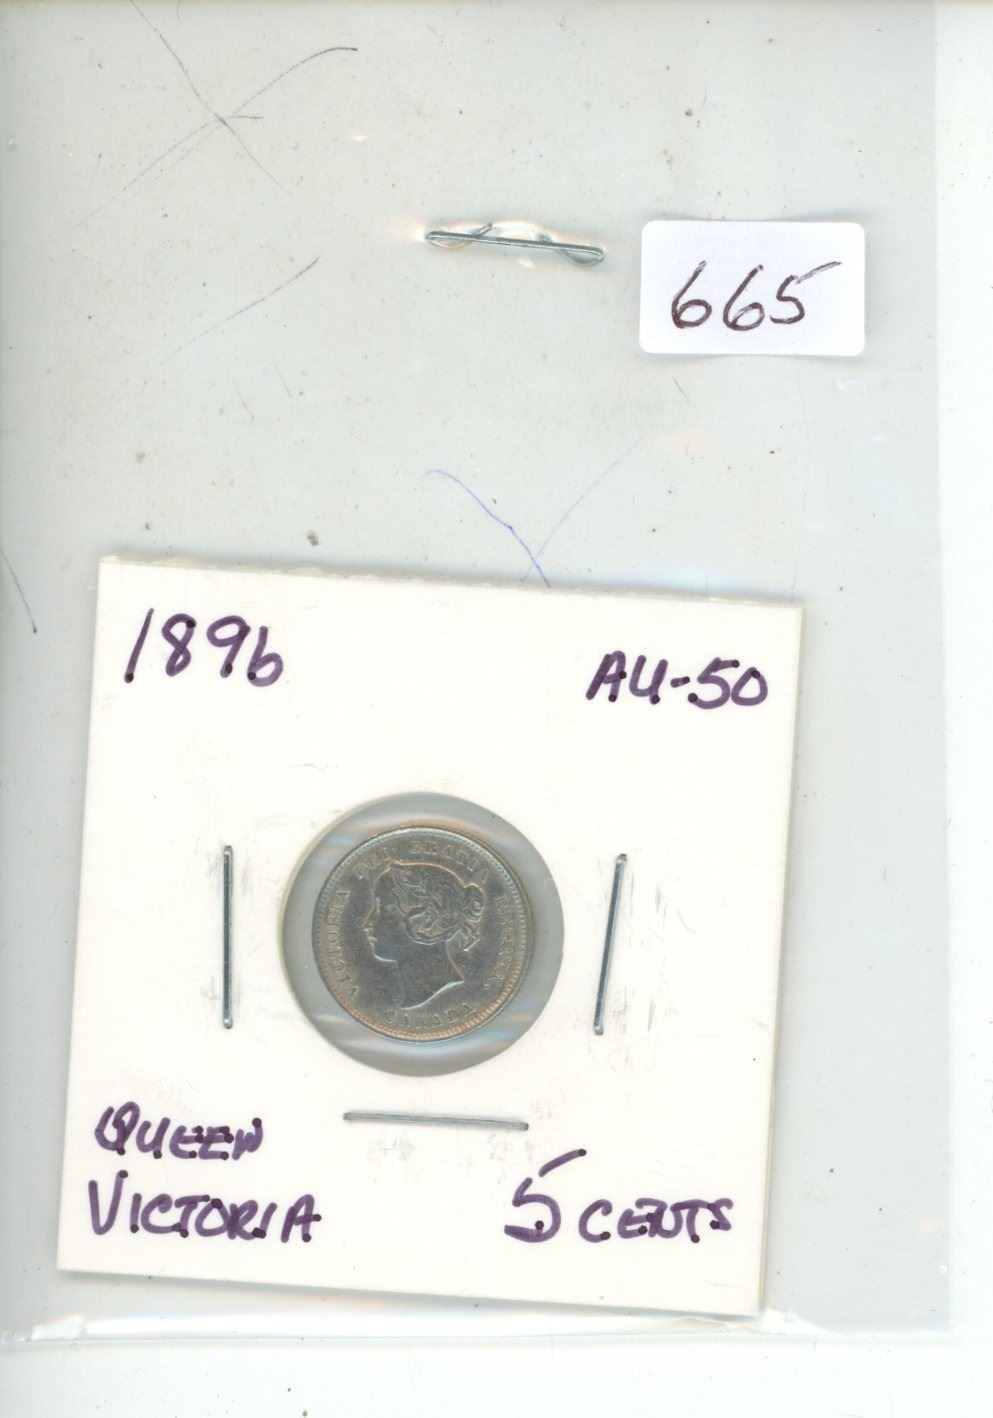 665
1896
AU-50
VICTORIA DEI GRATIA REGINA.
CANADA
QUEEN
VICTORIA
5 CENTS